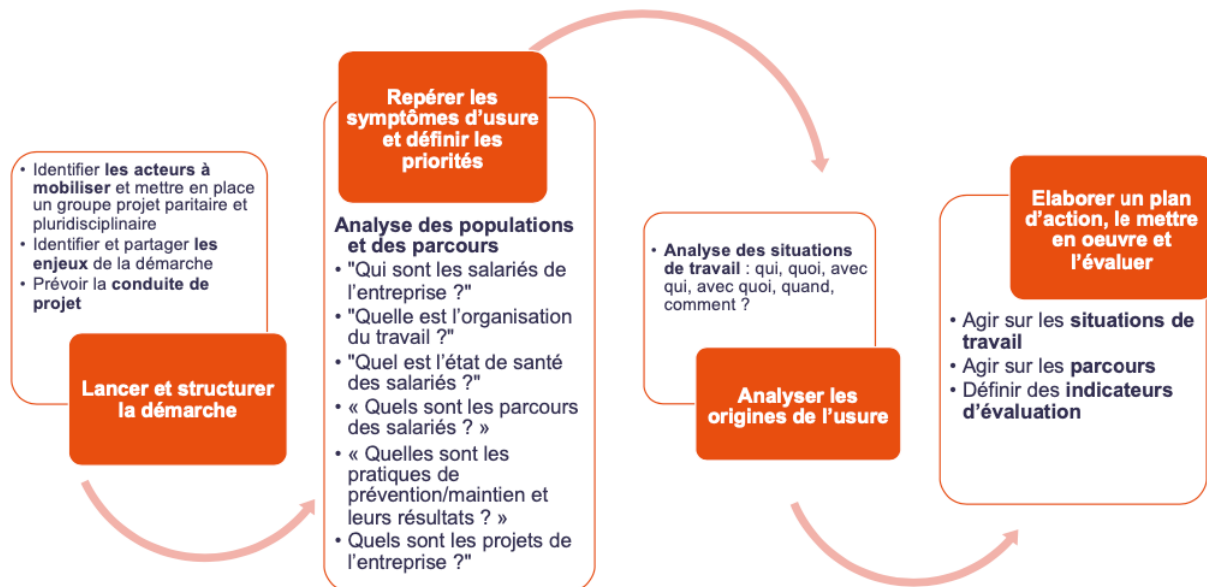 • Identifier les acteurs à
mobiliser et mettre en place
un groupe projet paritaire et
pluridisciplinaire
• Identifier et partager les
enjeux de la démarche
• Prévoir la conduite de
projet
Lancer et structurer
la démarche
Repérer les
symptômes d’usure
et définir les
priorités
Analyse des populations
et des parcours
• "Qui sont les salariés de
l’entreprise ?"
• "Quelle est l’organisation
du travail ?"
• "Quel est l’état de santé
des salariés ?"
• « Quels sont les parcours
des salariés ? »
• « Quelles sont les
pratiques de
prévention/maintien et
leurs résultats ? »
• Quels sont les projets de
l’entreprise ?"
• Analyse des situations
de travail : qui, quoi, avec
qui, avec quoi, quand,
comment ?
Analyser les
origines de l’usure
Elaborer un plan
d’action, le mettre
en oeuvre et
l’évaluer
• Agir sur les situations de
travail
• Agir sur les parcours
• Définir des indicateurs
d’évaluation